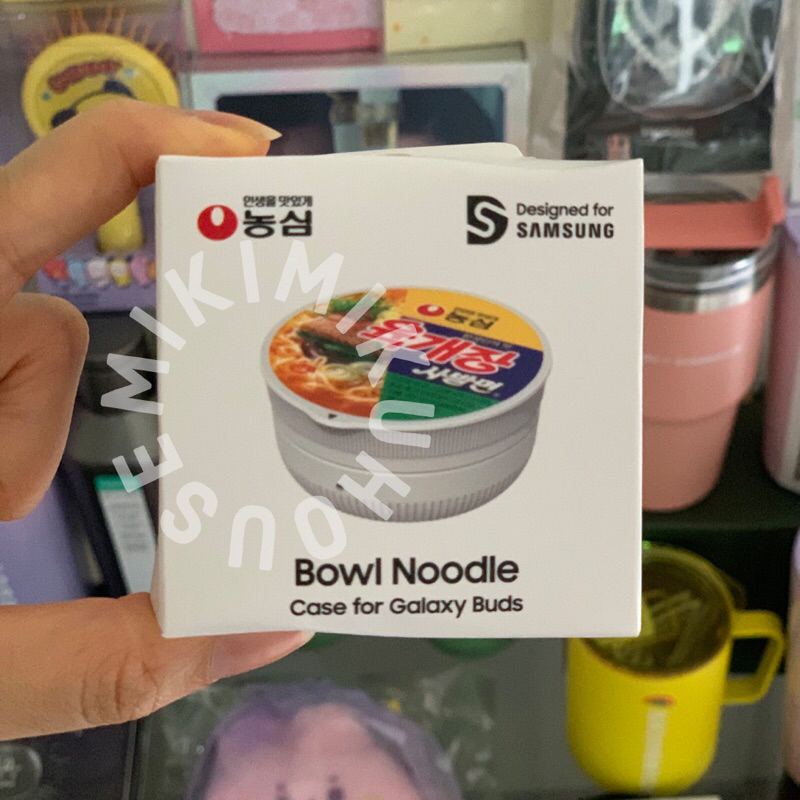 인생을 맛있게
농심
Designed for
SAMSUNG
MIKIMIKUHOUSE
농심
육개장
사발면
Bowl Noodle
Case for Galaxy Buds